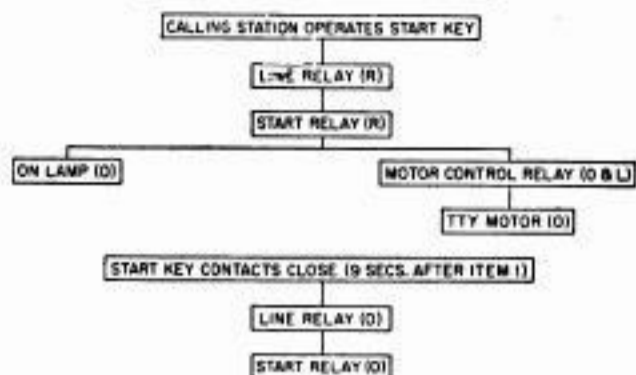 CALLING STATION OPERATES START KEY
LINE RELAY (R)
START RELAY (R)
ON LAMP (O)
MOTOR CONTROL RELAY (O & L)
TTY MOTOR (O)
START KEY CONTACTS CLOSE (9 SECS. AFTER ITEM 1)
LINE RELAY (O)
START RELAY (O)